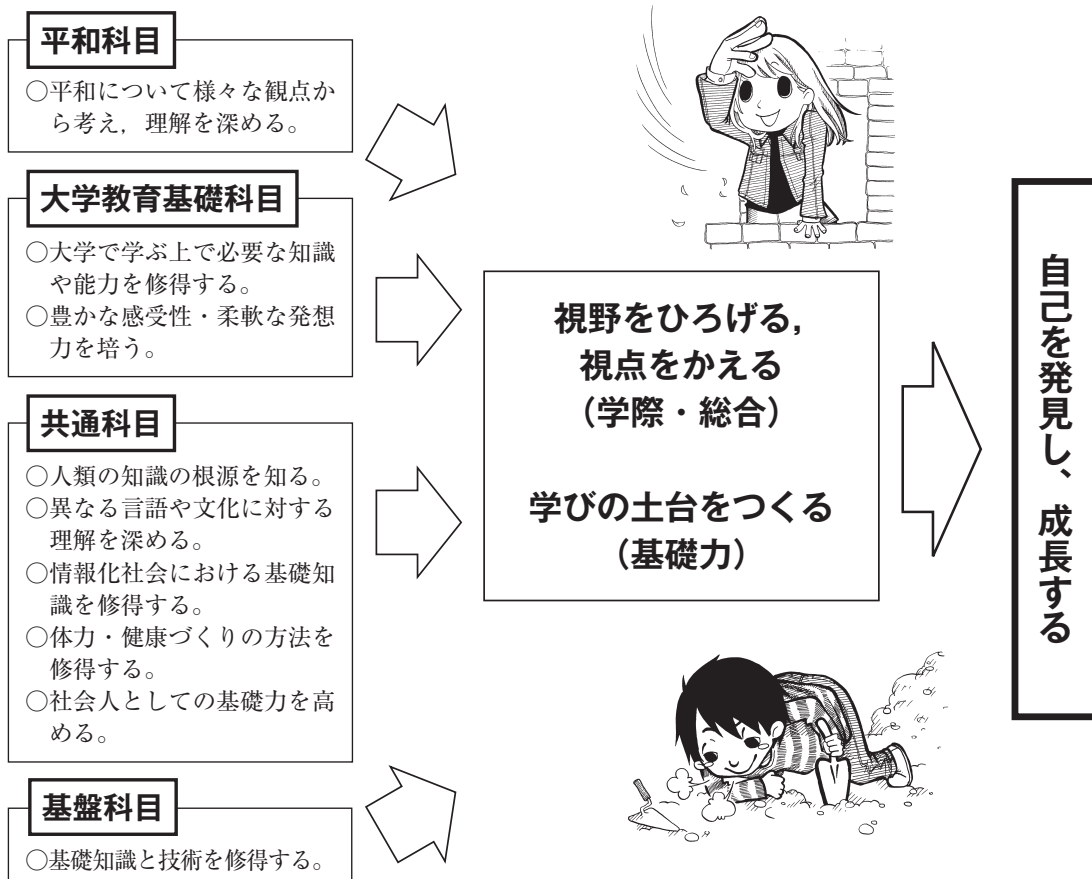 平和科目
○平和について様々な観点か
ら考え，理解を深める。
大学教育基礎科目
○大学で学ぶ上で必要な知識
や能力を修得する。
○豊かな感受性・柔軟な発想
力を培う。
共通科目
○人類の知識の根源を知る。
○異なる言語や文化に対する
理解を深める。
○情報化社会における基礎知
識を修得する。
○体力・健康づくりの方法を
修得する。
○社会人としての基礎力を高
める。
基盤科目
○基礎知識と技術を修得する。
視野をひろげる，
視点をかえる
（学際・総合）
学びの土台をつくる
（基礎力）
自己を発見し、成長する